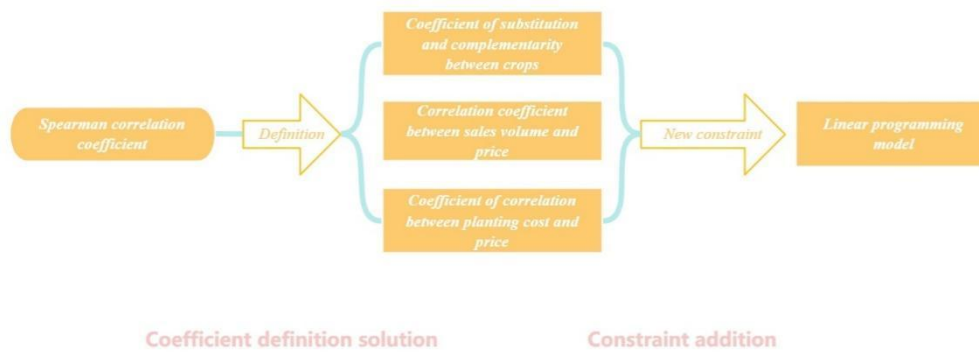 Spearman correlation
coefficient
Definition
Coefficient of substitution
and complementarity
between crops
Correlation coefficient
between sales volume and
price
Coefficient of correlation
between planting cost and
price
New constraint
Linear programming
model
Coefficient definition solution
Constraint addition